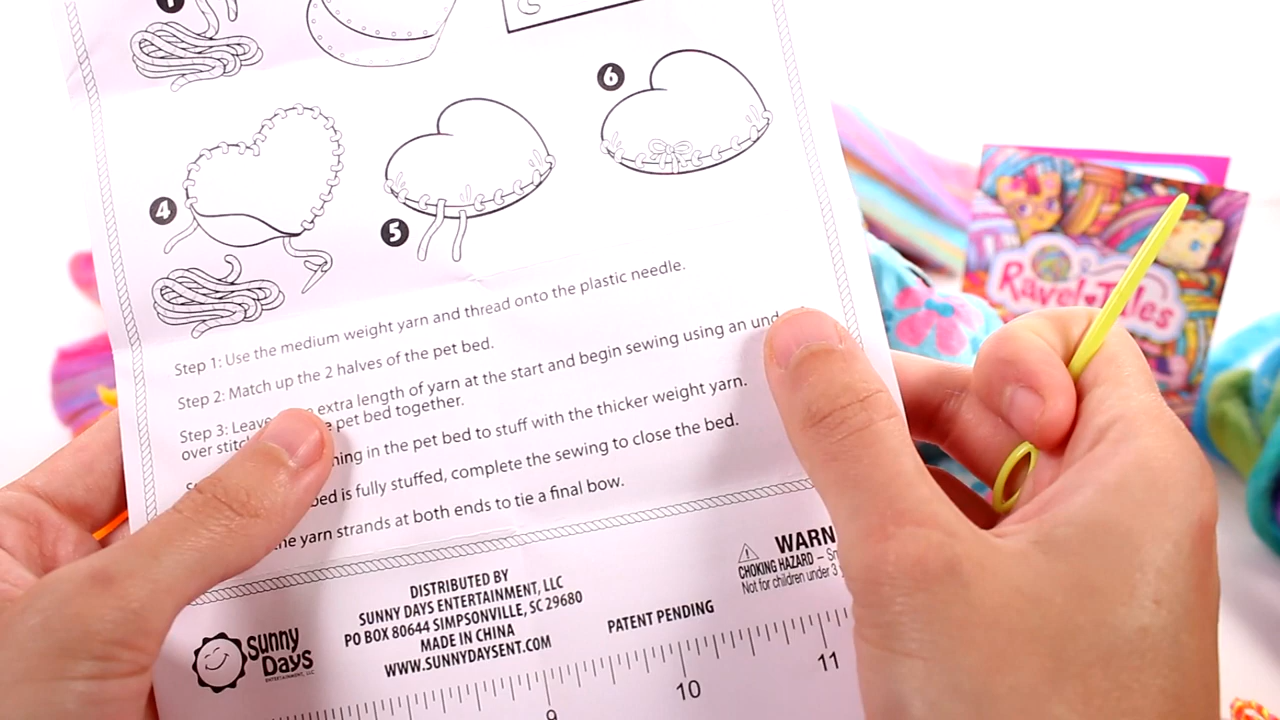 6
4
5
Step 1: Use the medium weight yarn and thread onto the plastic needle.
Step 2: Match up the 2 halves of the pet bed.
Step 3: Leave extra length of yarn at the start and begin sewing using an
over pet bed together.
in the pet bed to stuff with the thicker weight yarn.
bed is fully stuffed, complete the sewing to close the bed.
the yarn strands at both ends to tie a final bow.
DISTRIBUTED BY
SUNNY DAYS ENTERTAINMENT, LLC
PO BOX 80644 SIMPSONVILLE, SC 29680
MADE IN CHINA
WWW.SUNNYDAYSENT.COM
Sunny
Days
ENTERTAINMENT, LLC
PATENT PENDING
CHOKING HAZARD –
Not for children under 3
9
10
11
Ravel Tales